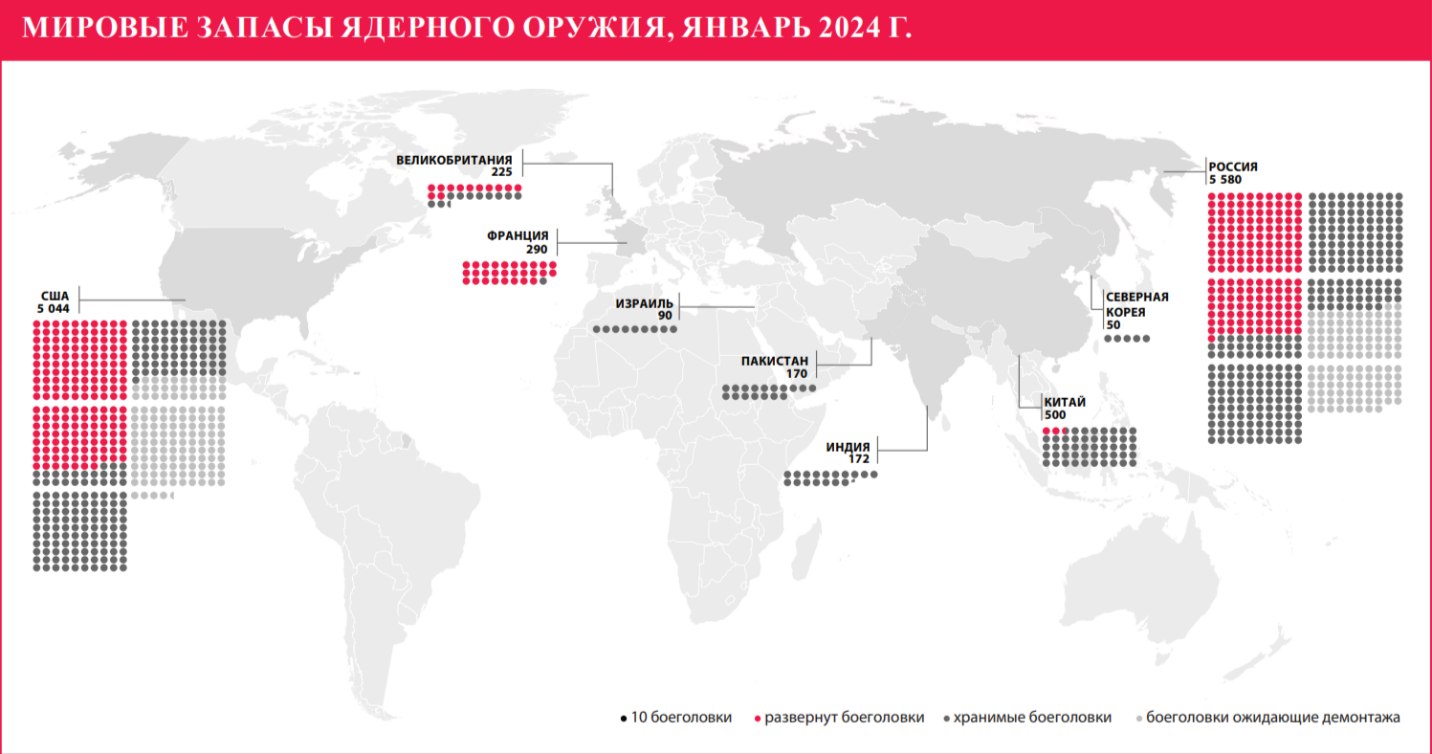 МИРОВЫЕ ЗАПАСЫ ЯДЕРНОГО ОРУЖИЯ, ЯНВАРЬ 2024 Г.
ВЕЛИКОБРИТАНИЯ
225
ФРАНЦИЯ
290
США
5 044
ИЗРАИЛЬ
90
ПАКИСТАН
170
ИНДИЯ
172
РОССИЯ
5 580
СЕВЕРНАЯ
КОРЕЯ
50
КИТАЙ
500
10 боеголовки
развернут боеголовки
хранимые боеголовки
боеголовки ожидающие демонтажа